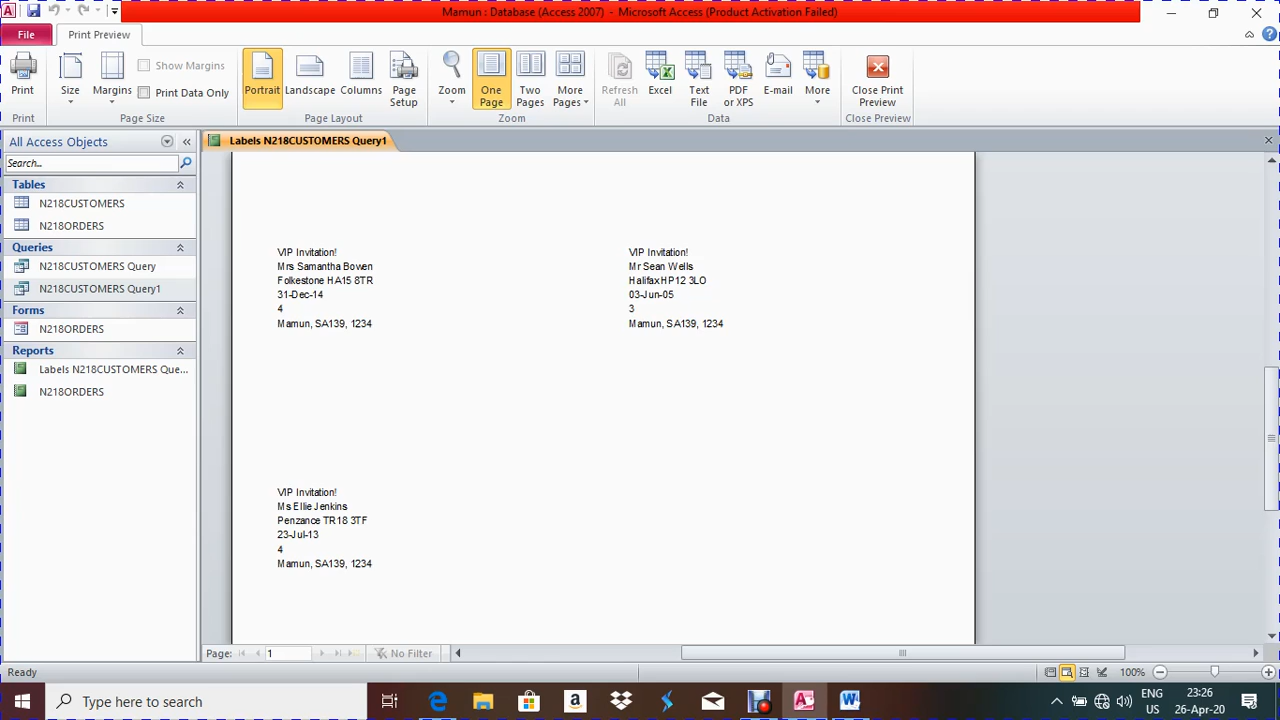 Mamun : Database (Access 2007) - Microsoft Access (Product Activation Failed)
File
Print Preview
Print
Size
Margins
Show Margins
Print Data Only
Portrait
Landscape
Columns
Page Setup
Zoom
One Page
Two Pages
More Pages
Refresh All
Excel
Text File
PDF or XPS
E-mail
More
Close Print Preview
Print
Page Size
Page Layout
Zoom
Data
Close Preview
All Access Objects
Search..
Tables
N218CUSTOMERS
N218ORDERS
Queries
N218CUSTOMERS Query
N218CUSTOMERS Query1
Forms
N218ORDERS
Reports
Labels N218CUSTOMERS Que...
N218ORDERS
Labels N218CUSTOMERS Query1
VIP Invitation!
Mrs Samantha Bowen
Folkestone HA15 8TR
31-Dec-14
4
Mamun, SA139, 1234
VIP Invitation!
Mr Sean Wells
Halifax HP12 3LO
03-Jun-05
3
Mamun, SA139, 1234
VIP Invitation!
Ms Ellie Jenkins
Penzance TR18 3TF
23-Jul-13
4
Mamun, SA139, 1234
Page: 1
No Filter
Ready
100%
Type here to search
ENG
US
23:26
26-Apr-20